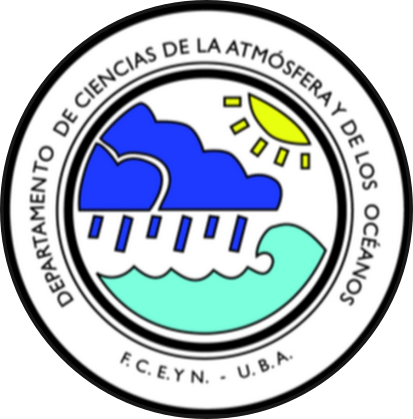 DEPARTAMENTO DE CIENCIAS DE LA ATMÓSFERA Y DE LOS OCÉANOS
F. C. E. Y N. - U. B. A.